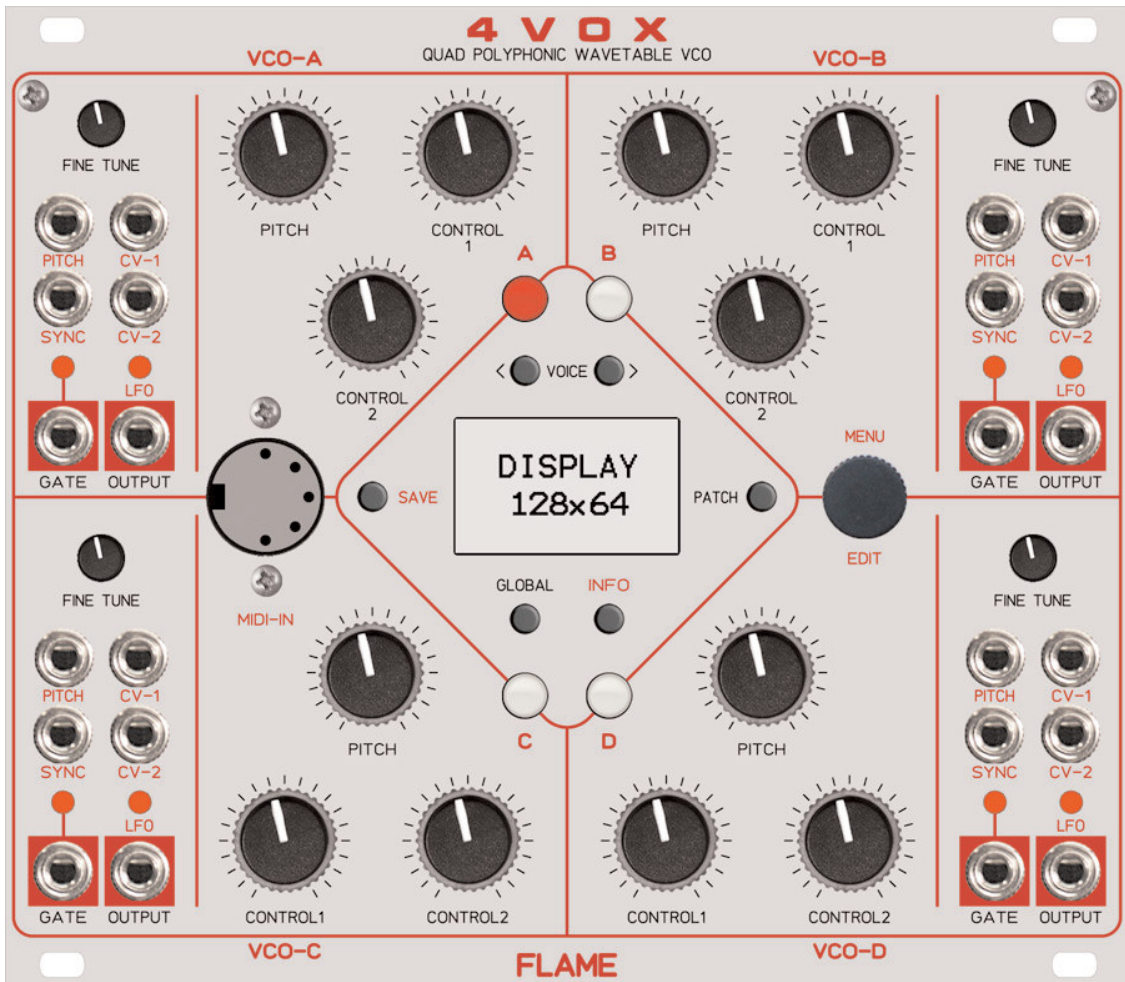 4 VOX
QUAD POLYPHONIC WAVETABLE VCO
VCO-A
VCO-B
FINE TUNE
PITCH
CV-1
SYNC
CV-2
LFO
GATE
OUTPUT
PITCH
CONTROL
1
CONTROL
2
PITCH
CONTROL
1
CONTROL
2
FINE TUNE
PITCH
CV-1
SYNC
CV-2
LFO
GATE
OUTPUT
A
B
< VOICE >
DISPLAY
128x64
SAVE
PATCH
MENU
EDIT
GLOBAL
INFO
C
D
MIDI-IN
FINE TUNE
PITCH
CV-1
SYNC
CV-2
LFO
GATE
OUTPUT
PITCH
CONTROL1
CONTROL2
PITCH
CONTROL1
CONTROL2
FINE TUNE
PITCH
CV-1
SYNC
CV-2
LFO
GATE
OUTPUT
VCO-C
VCO-D
FLAME